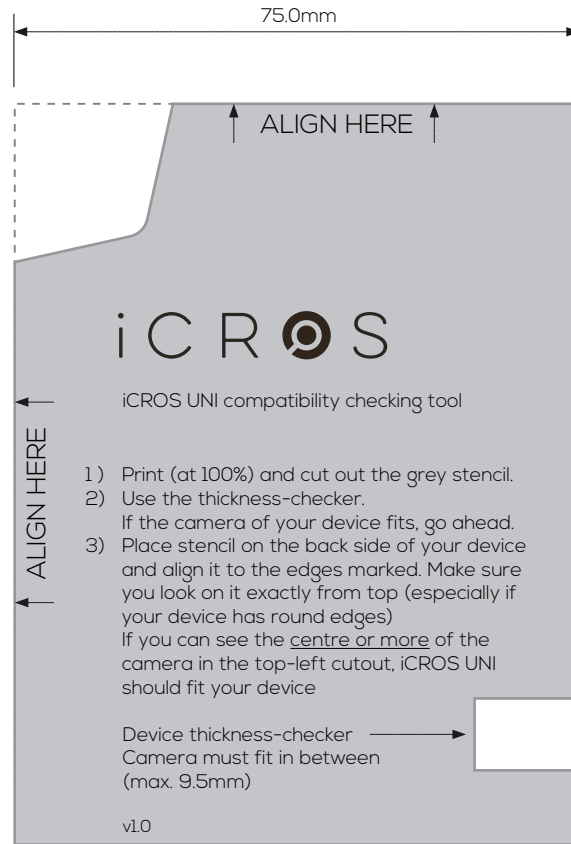 75.0mm
ALIGN HERE
iCROS
iCROS UNI compatibility checking tool
ALIGN HERE
1) Print (at 100%) and cut out the grey stencil.
2) Use the thickness-checker.
If the camera of your device fits, go ahead.
3) Place stencil on the back side of your device
and align it to the edges marked. Make sure
you look on it exactly from top (especially if
your device has round edges)
If you can see the centre or more of the
camera in the top-left cutout, iCROS UNI
should fit your device
Device thickness-checker
Camera must fit in between
(max. 9.5mm)
v1.0